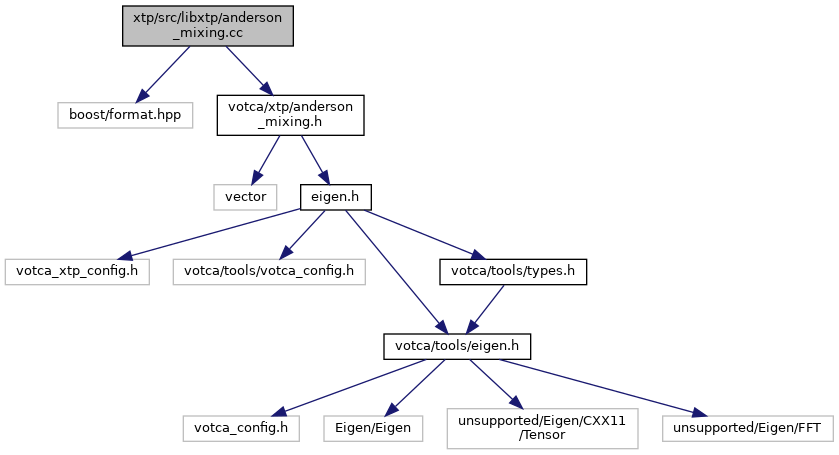 xtp/src/libxtp/anderson
_mixing.cc
boost/format.hpp
votca/xtp/anderson
_mixing.h
vector
eigen.h
votca_xtp_config.h
votca/tools/votca_config.h
votca/tools/types.h
votca/tools/eigen.h
votca_config.h
Eigen/Eigen
unsupported/Eigen/CXX11
/Tensor
unsupported/Eigen/FFT